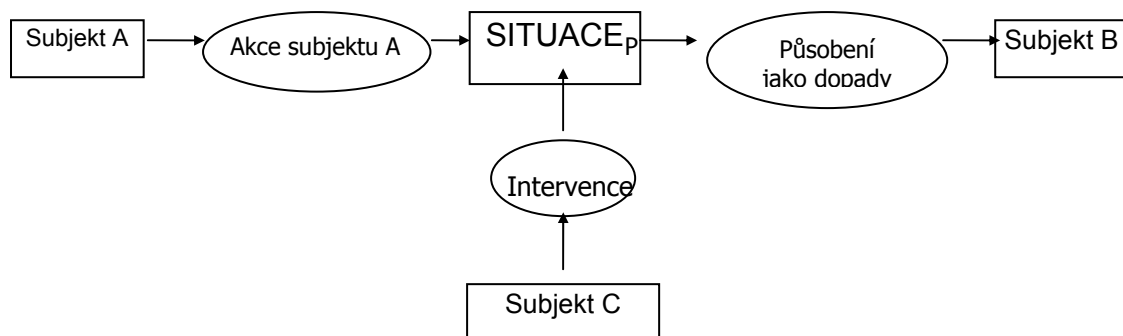 Subjekt A
Akce subjektu A
SITUACEP
Působení
jako dopady
Subjekt B
Intervence
Subjekt C